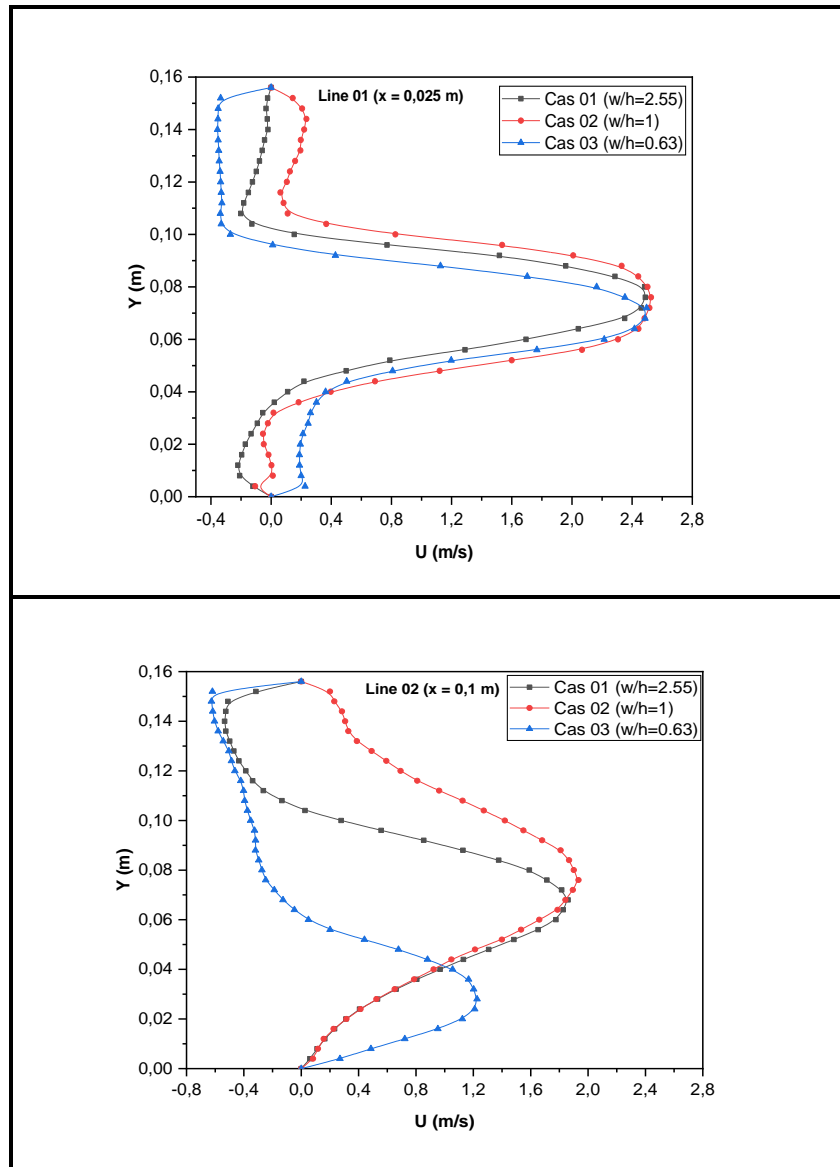 0,16
0,14
0,12
0,10
0,08
0,06
0,04
0,02
0,00
Y (m)
Line 01 (x = 0,025 m)
Cas 01 (w/h=2.55)
Cas 02 (w/h=1)
Cas 03 (w/h=0.63)
-0,4 0,0 0,4 0,8 1,2 1,6 2,0 2,4 2,8
U (m/s)
0,16
0,14
0,12
0,10
0,08
0,06
0,04
0,02
0,00
Y (m)
Line 02 (x = 0,1 m)
Cas 01 (w/h=2.55)
Cas 02 (w/h=1)
Cas 03 (w/h=0.63)
-0,8 -0,4 0,0 0,4 0,8 1,2 1,6 2,0 2,4 2,8
U (m/s)